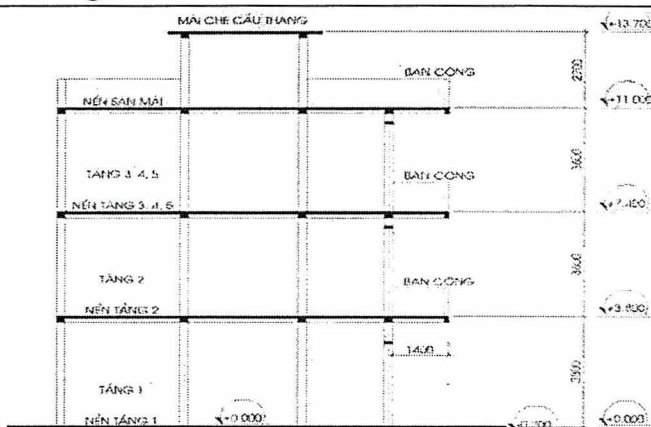 MÁI CHE CẦU THANG
+13.700
2700
BAN CÔNG
NỀN SÂN MÁI
+11.000
3600
TẦNG 3, 4, 5
BAN CÔNG
NỀN TẦNG 3, 4, 5
+7.400
3600
TẦNG 2
BAN CÔNG
NỀN TẦNG 2
+3.800
1400
TẦNG 1
NỀN TẦNG 1
+0.000
+0.000